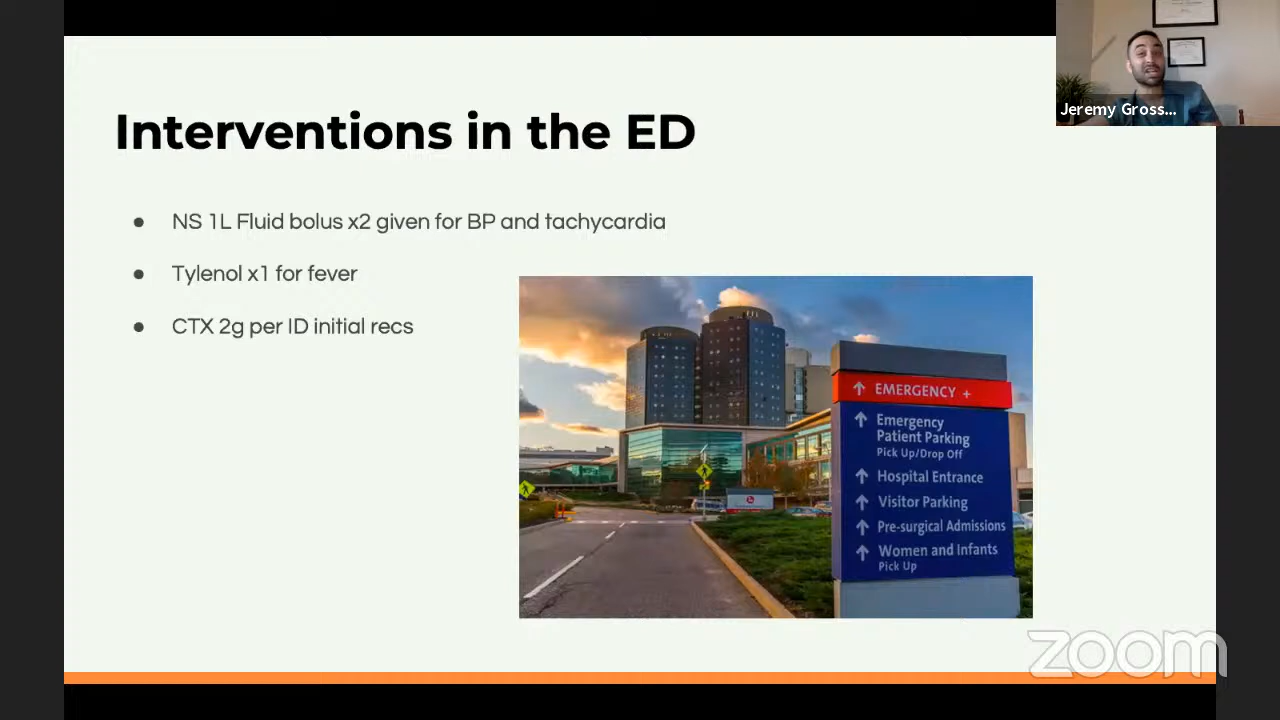 Jeremy Gross...
Interventions in the ED
● NS 1L Fluid bolus x2 given for BP and tachycardia
● Tylenol x1 for fever
● CTX 2g per ID initial recs
EMERGENCY +
Emergency
Patient Parking
Pick Up/Drop Off
Hospital Entrance
Visitor Parking
Pre-surgical Admissions
Women and Infants
Pick Up
zoom